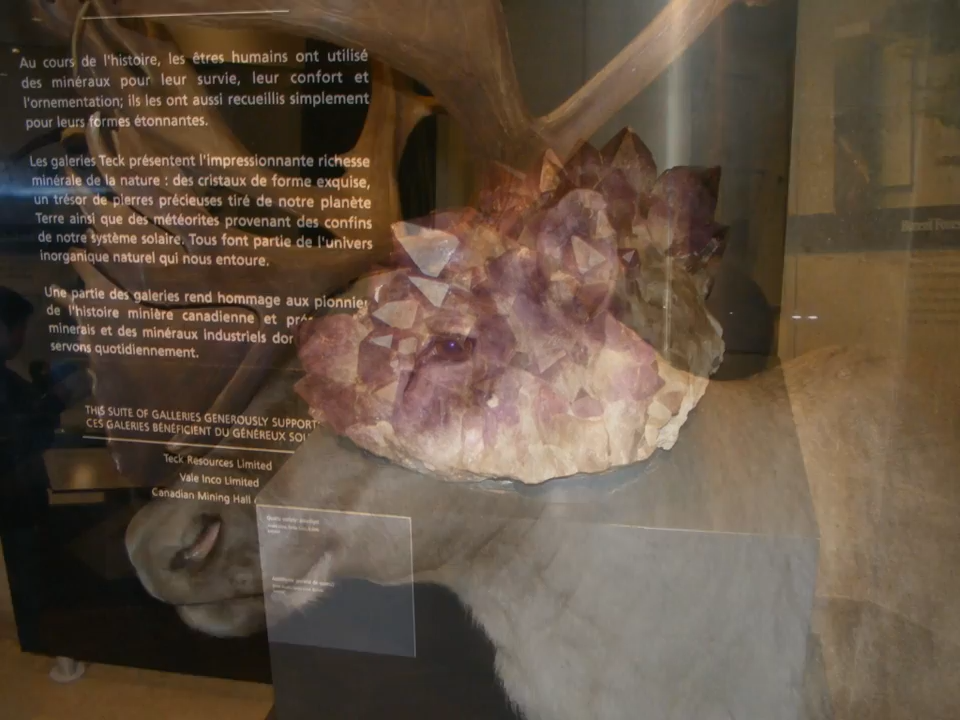 Au cours de l'histoire, les êtres humains ont utilisé
des minéraux pour leur survie, leur confort et
l'ornementation; ils les ont aussi recueillis simplement
pour leurs formes étonnantes.
Les galeries Teck présentent l'impressionnante richesse
minérale de la nature : des cristaux de forme exquise,
un trésor de pierres précieuses tiré de notre planète
Terre ainsi que des météorites provenant des confins
de notre système solaire. Tous font partie de l'univers
inorganique naturel qui nous entoure.
Une partie des galeries rend hommage aux pionnie
de l'histoire minière canadienne et
minerais et des minéraux industriels
servons quotidiennement.
THIS SUITE OF GALLERIES GENEROUSLY SUPPORT
CES GALERIES BÉNÉFICIENT DU GÉNÉREUX
Teck Resources Limited
Vale Inco Limited
Canadian Mining Hall